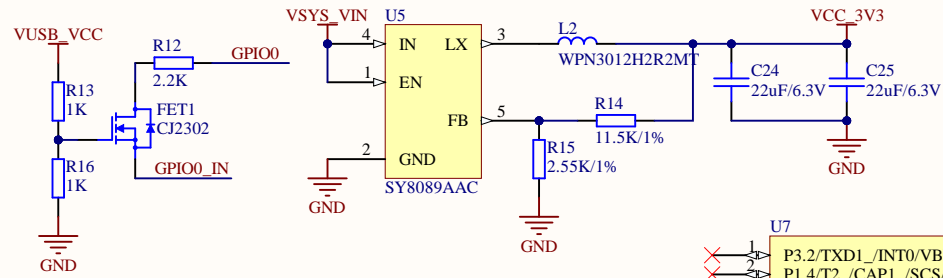 U5
VSYS_VIN
L2
VCC_3V3
VUSB_VCC
R12
GPIO0
4
IN
LX
3
2.2K
WPN3012H2R2MT
C24
22uF/6.3V
C25
22uF/6.3V
R13
1K
1
EN
FET1
CJ2302
FB
5
R14
11.5K/1%
R15
2.55K/1%
R16
1K
GPIO0_IN
2
GND
GND
SY8089AAC
GND
GND
GND
U7
1
P3.2/TXD1_/INT0/VB
2
P1.4/T2_/CAP1_/SCS